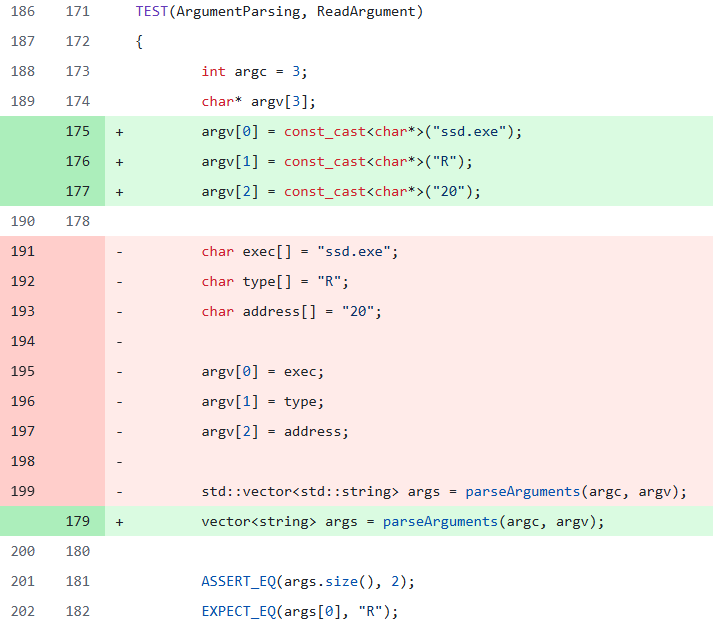 186 171 TEST(ArgumentParsing, ReadArgument)
187 172 {
188 173 int argc = 3;
189 174 char* argv[3];
175 + argv[0] = const_cast<char*>("ssd.exe");
176 + argv[1] = const_cast<char*>("R");
177 + argv[2] = const_cast<char*>("20");
190 178
191 - char exec[] = "ssd.exe";
192 - char type[] = "R";
193 - char address[] = "20";
194 -
195 - argv[0] = exec;
196 - argv[1] = type;
197 - argv[2] = address;
198 -
199 - std::vector<std::string> args = parseArguments(argc, argv);
179 + vector<string> args = parseArguments(argc, argv);
200 180
201 181 ASSERT_EQ(args.size(), 2);
202 182 EXPECT_EQ(args[0], "R");